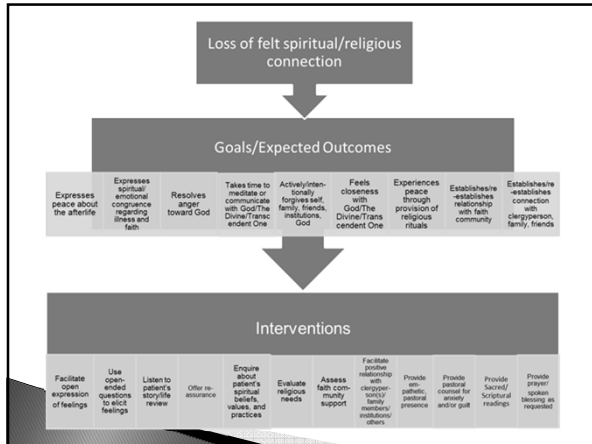 Loss of felt spiritual/religious
connection
Goals/Expected Outcomes
Expresses
peace about
the afterlife
Expresses
spiritual/
emotional
congruence
regarding
illness and
faith
Resolves
anger
toward God
Takes time to
meditate or
communicate
with God/The
Divine/Transc
endent One
Actively/inten-
tionally
forgives self,
family, friends,
institutions,
God
Feels
closeness
with
God/The
Divine/Trans
cendent One
Experiences
peace
through
provision of
religious
rituals
Establishes/re
-establishes
relationship
with faith
community
Establishes/re
-establishes
connection
with
clergyperson,
family, friends
Interventions
Facilitate
open
expression
of feelings
Use
open-
ended
questions
to elicit
feelings
Listen to
patient's
story/life
review
Offer re-
assurance
Enquire
about
patient's
spiritual
beliefs,
values, and
practices
Evaluate
religious
needs
Assess
faith com-
munity
support
Facilitate
positive
relationship
with
clergyper-
son(s)/
family
members/
institutions/
others
Provide
em-
pathetic,
pastoral
presence
Provide
pastoral
counsel for
anxiety
and/or guilt
Provide
Sacred/
Scriptural
readings
Provide
prayer/
spoken
blessing as
requested